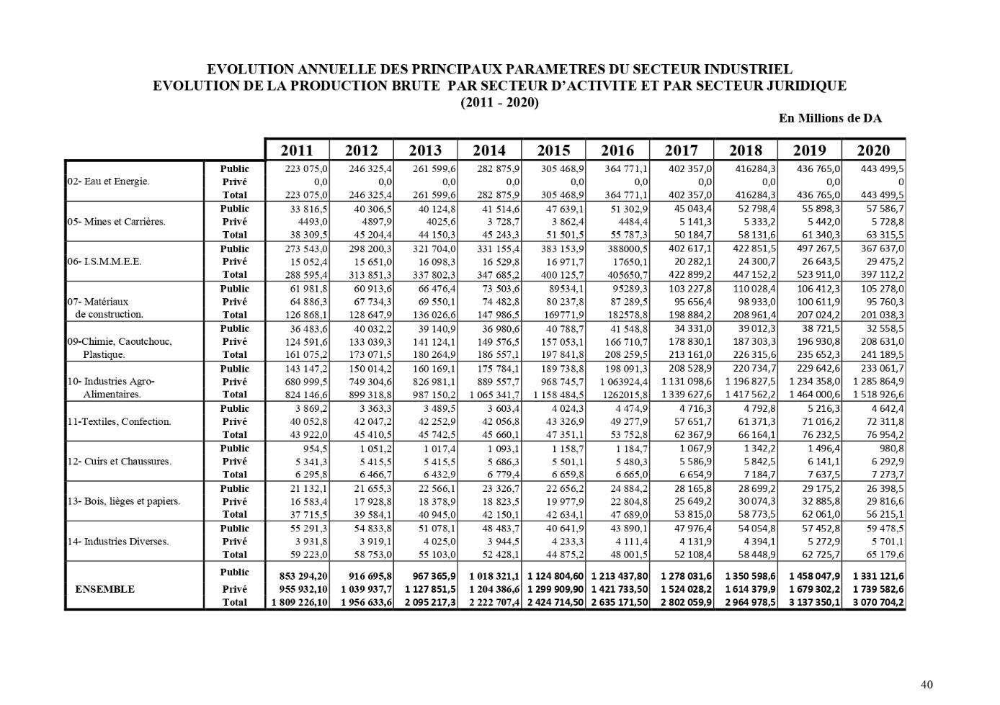 EVOLUTION ANNUELLE DES PRINCIPAUX PARAMETRES DU SECTEUR INDUSTRIEL
EVOLUTION DE LA PRODUCTION BRUTE PAR SECTEUR D’ACTIVITE ET PAR SECTEUR JURIDIQUE
(2011 - 2020)
En Millions de DA
2011 2012 2013 2014 2015 2016 2017 2018 2019 2020
Public 223 075,0 246 325,4 261 599,6 282 875,9 305 468,9 364 771,1 402 357,0 416284,3 436 765,0 443 499,5
02- Eau et Energie. Privé 0,0 0,0 0,0 0,0 0,0 0,0 0,0 0,0 0,0 0
Total 223 075,0 246 325,4 261 599,6 282 875,9 305 468,9 364 771,1 402 357,0 416284,3 436 765,0 443 499,5
Public 33 816,5 40 306,5 40 124,8 41 514,6 47 639,1 51 302,9 45 043,4 52 798,4 55 898,3 57 586,7
05- Mines et Carrières. Privé 4493,0 4897,9 4025,6 3 728,7 3 862,4 4484,4 5 141,3 5 333,2 5 442,0 5 728,8
Total 38 309,5 45 204,4 44 150,3 45 243,3 51 501,5 55 787,3 50 184,7 58 131,6 61 340,3 63 315,5
Public 273 543,0 298 200,3 321 704,0 331 155,4 383 153,9 388000,5 402 617,1 422 851,5 497 267,5 367 637,0
06- I.S.M.M.E.E. Privé 15 052,4 15 651,0 16 098,3 16 529,8 16 971,7 17650,1 20 282,1 24 300,7 26 643,5 29 475,2
Total 288 595,4 313 851,3 337 802,3 347 685,2 400 125,7 405650,7 422 899,2 447 152,2 523 911,0 397 112,2
Public 61 981,8 60 913,6 66 476,4 73 503,6 89534,1 95289,3 103 227,8 110 028,4 106 412,3 105 278,0
07- Matériaux Privé 64 886,3 67 734,3 69 550,1 74 482,8 80 237,8 87 289,5 95 656,4 98 933,0 100 611,9 95 760,3
de construction. Total 126 868,1 128 647,9 136 026,6 147 986,5 169771,9 182578,8 198 884,2 208 961,4 207 024,2 201 038,3
Public 36 483,6 40 032,2 39 140,9 36 980,6 40 788,7 41 548,8 34 331,0 39 012,3 38 721,5 32 558,5
09-Chimie, Caoutchouc, Privé 124 591,6 133 039,3 141 124,1 149 576,5 157 053,1 166 710,7 178 830,1 187 303,3 196 930,8 208 631,0
Plastique. Total 161 075,2 173 071,5 180 264,9 186 557,1 197 841,8 208 259,5 213 161,0 226 315,6 235 652,3 241 189,5
Public 143 147,2 150 014,2 160 169,1 175 784,1 189 738,8 198 091,3 208 528,9 220 734,7 229 642,6 233 061,7
10- Industries Agro- Privé 680 999,5 749 304,6 826 981,1 889 557,7 968 745,7 1 063924,4 1 131 098,6 1 196 827,5 1 234 358,0 1 285 864,9
Alimentaires. Total 824 146,6 899 318,8 987 150,2 1 065 341,7 1 158 484,5 1262015,8 1 339 627,6 1 417 562,2 1 464 000,6 1 518 926,6
Public 3 869,2 3 363,3 3 489,5 3 603,4 4 024,3 4 474,9 4 716,3 4 792,8 5 216,3 4 642,4
11-Textiles, Confection. Privé 40 052,8 42 047,2 42 252,9 42 056,8 43 326,9 49 277,9 57 651,7 61 371,3 71 016,2 72 311,8
Total 43 922,0 45 410,5 45 742,5 45 660,1 47 351,1 53 752,8 62 367,9 66 164,1 76 232,5 76 954,2
Public 954,5 1 051,2 1 017,4 1 093,1 1 158,7 1 184,7 1 067,9 1 342,2 1 496,4 980,8
12- Cuirs et Chaussures. Privé 5 341,3 5 415,5 5 415,5 5 686,3 5 501,1 5 480,3 5 586,9 5 842,5 6 141,1 6 292,9
Total 6 295,8 6 466,7 6 432,9 6 779,4 6 659,8 6 665,0 6 654,9 7 184,7 7 637,5 7 273,7
Public 21 132,1 21 655,3 22 566,1 23 326,7 22 656,2 24 884,2 28 165,8 28 699,2 29 175,2 26 398,5
13- Bois, lièges et papiers. Privé 16 583,4 17 928,8 18 378,9 18 823,5 19 977,9 22 804,8 25 649,2 30 074,3 32 885,8 29 816,6
Total 37 715,5 39 584,1 40 945,0 42 150,1 42 634,1 47 689,0 53 815,0 58 773,5 62 061,0 56 215,1
Public 55 291,3 54 833,8 51 078,1 48 483,7 40 641,9 43 890,1 47 976,4 54 054,8 57 452,8 59 478,5
14- Industries Diverses. Privé 3 931,8 3 919,1 4 025,0 3 944,5 4 233,3 4 111,4 4 131,9 4 394,1 5 272,9 5 701,1
Total 59 223,0 58 753,0 55 103,0 52 428,1 44 875,2 48 001,5 52 108,4 58 448,9 62 725,7 65 179,6
Public 853 294,20 916 695,8 967 365,9 1 018 321,1 1 124 804,60 1 213 437,80 1 278 031,6 1 350 598,6 1 458 047,9 1 331 121,6
ENSEMBLE Privé 955 932,10 1 039 937,7 1 127 851,5 1 204 386,6 1 299 909,90 1 421 733,50 1 524 028,2 1 614 379,9 1 679 302,2 1 739 582,6
Total 1 809 226,10 1 956 633,6 2 095 217,3 2 222 707,4 2 424 714,50 2 635 171,50 2 802 059,9 2 964 978,5 3 137 350,1 3 070 704,2
40